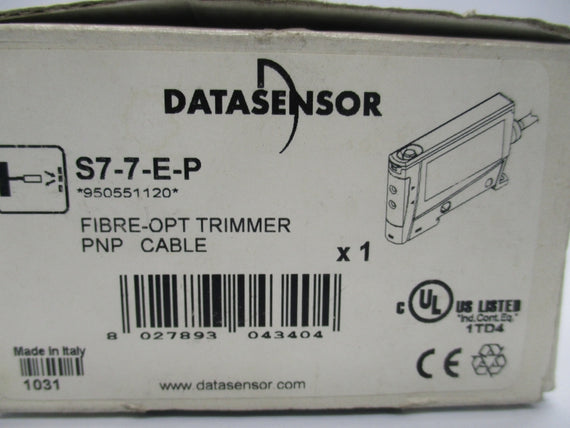 DATASENSOR
S7-7-E-P
*950551120*
FIBRE-OPT TRIMMER
PNP CABLE
x 1
8 027893 043404
C UL US LISTED
"Ind. Cont. Eq."
1TD4
Made in Italy
1031
www.datasensor.com
CE